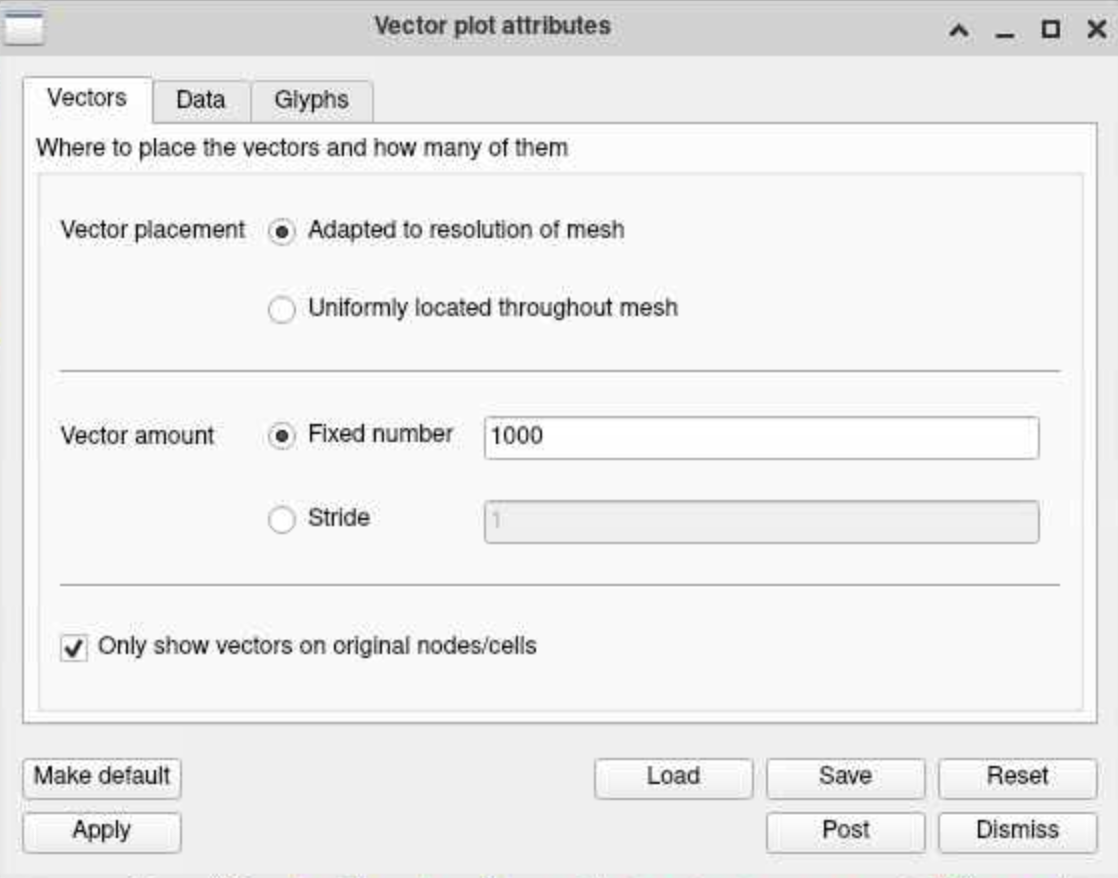 Vector plot attributes
Vectors Data Glyphs
Where to place the vectors and how many of them
Vector placement Adapted to resolution of mesh
Uniformly located throughout mesh
Vector amount Fixed number 1000
Stride 1
Only show vectors on original nodes/cells
Make default Load Save Reset
Apply Post Dismiss